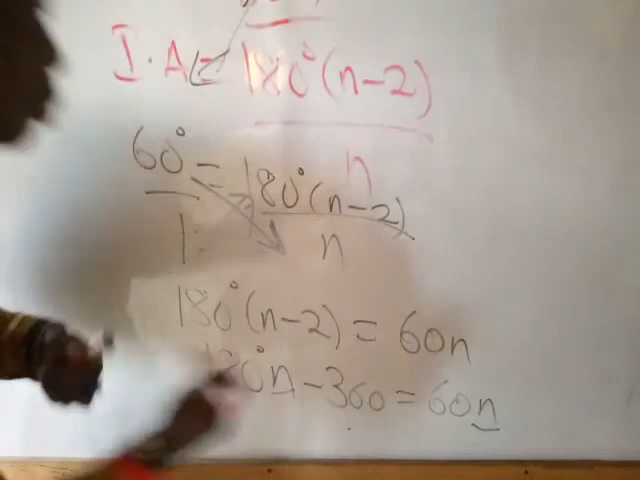 I.A = 180°(n-2)
n
60° = 180°(n-2)
1 n
180°(n-2) = 60n
180°n - 360 = 60n